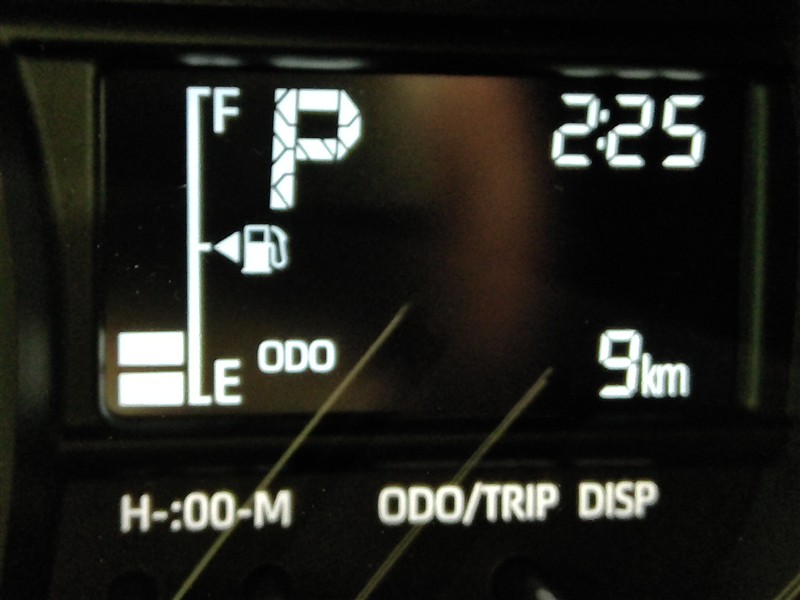 F P 2:25
ODO 9km
E
H-:00-M ODO/TRIP DISP